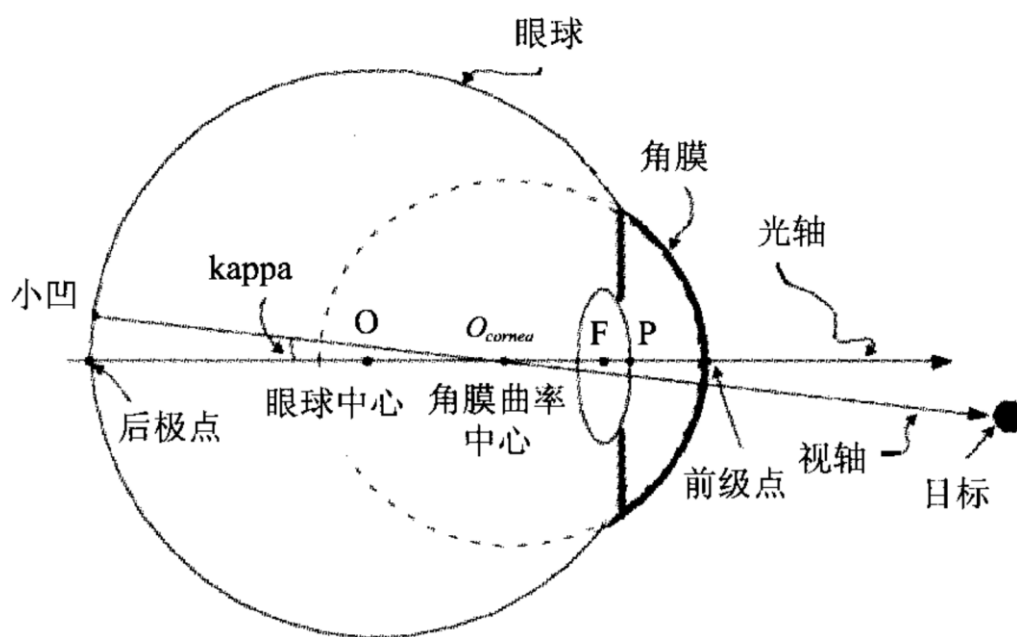 眼球
角膜
光轴
kappa
小凹
O
Ocornea
F
P
后极点
眼球中心
角膜曲率
中心
前级点
视轴
目标